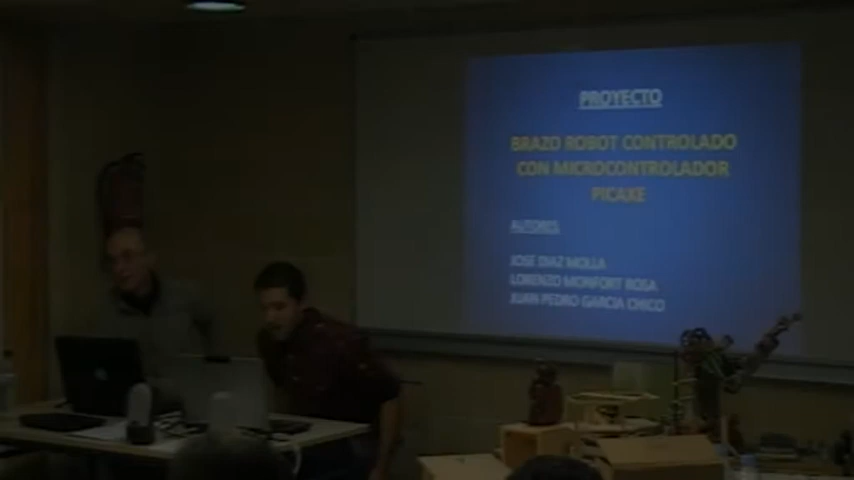 PROYECTO
BRAZO ROBOT CONTROLADO
CON MICROCONTROLADOR
PICAXE
AUTORES:
JOSE DIAZ MOLLA
LORENZO MONFORT ROSA
JUAN PEDRO GARCIA CHICO